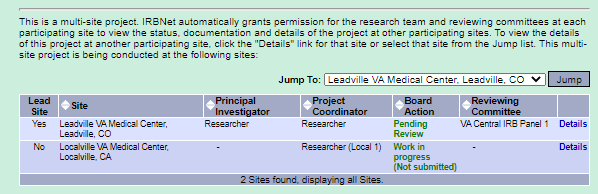 This is a multi-site project. IRBNet automatically grants permission for the research team and reviewing committees at each
participating site to view the status, documentation and details of the project at other participating sites. To view the details
of this project at another participating site, click the "Details" link for that site or select that site from the Jump list. This multi-
site project is being conducted at the following sites:
Jump To: Leadville VA Medical Center, Leadville, CO Jump
Lead Site Site Principal Investigator Project Coordinator Board Action Reviewing Committee
Yes Leadville VA Medical Center, Leadville, CO Researcher Researcher Pending Review VA Central IRB Panel 1 Details
No Localville VA Medical Center, Localville, CA - Researcher (Local 1) Work in progress (Not submitted) - Details
2 Sites found, displaying all Sites.